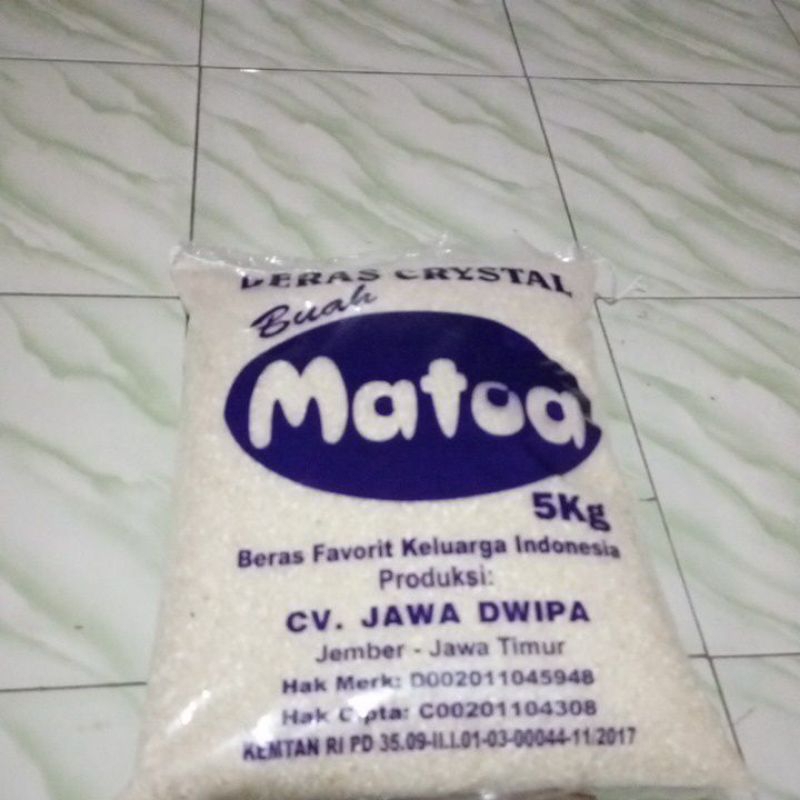 BERAS CRYSTAL
Buah
Matoa
5Kg
Beras Favorit Keluarga Indonesia
Produksi:
CV. JAWA DWIPA
Jember - Jawa Timur
Hak Merk: D002011045948
Hak Cipta: C00201104308
KEMTAN RI PD 35.09-II.I.01-03-00044-11/2017